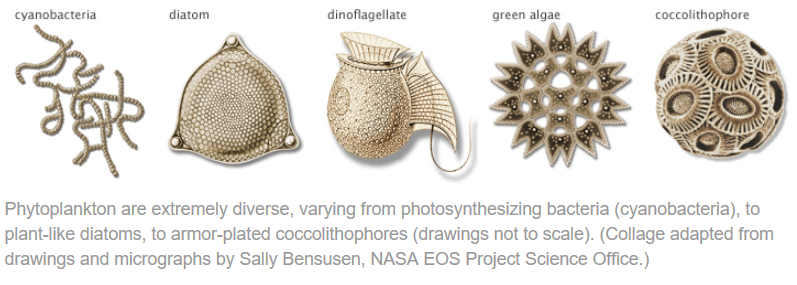 cyanobacteria diatom dinoflagellate green algae coccolithophore
Phytoplankton are extremely diverse, varying from photosynthesizing bacteria (cyanobacteria), to
plant-like diatoms, to armor-plated coccolithophores (drawings not to scale). (Collage adapted from
drawings and micrographs by Sally Bensusen, NASA EOS Project Science Office.)